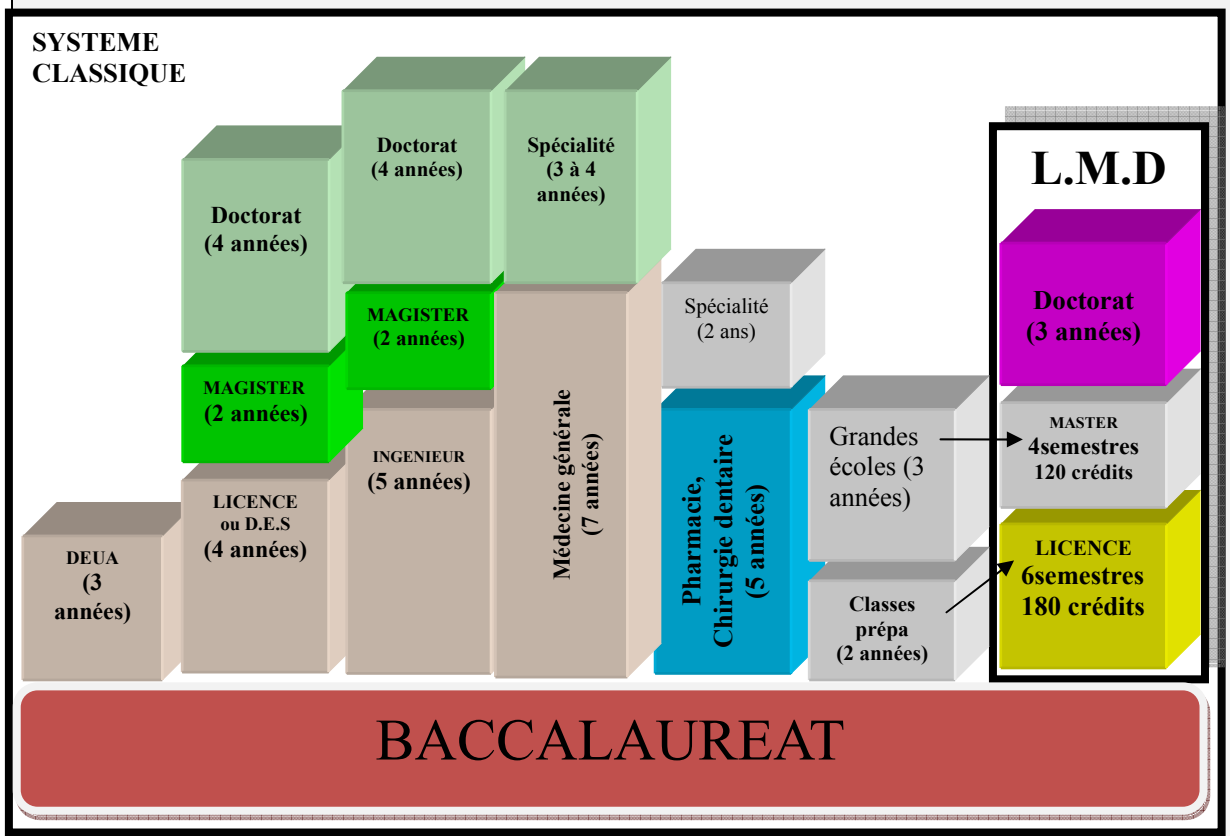 SYSTEME
CLASSIQUE
DEUA
(3
années)
Doctorat
(4 années)
MAGISTER
(2 années)
LICENCE
ou D.E.S
(4 années)
Doctorat
(4 années)
MAGISTER
(2 années)
INGENIEUR
(5 années)
Spécialité
(3 à 4
années)
Médecine générale
(7 années)
Spécialité
(2 ans)
Pharmacie,
Chirurgie dentaire
(5 années)
Grandes
écoles (3
années)
Classes
prépa
(2 années)
L.M.D
Doctorat
(3 années)
MASTER
4semestres
120 crédits
LICENCE
6semestres
180 crédits
BACCALAUREAT